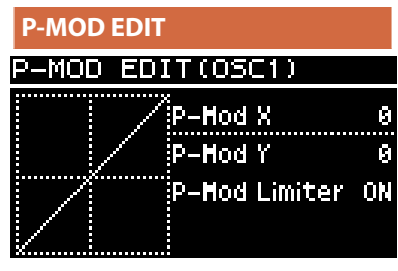 P-MOD EDIT
P-MOD EDIT(OSC1)
P-Mod X 0
P-Mod Y 0
P-Mod Limiter ON